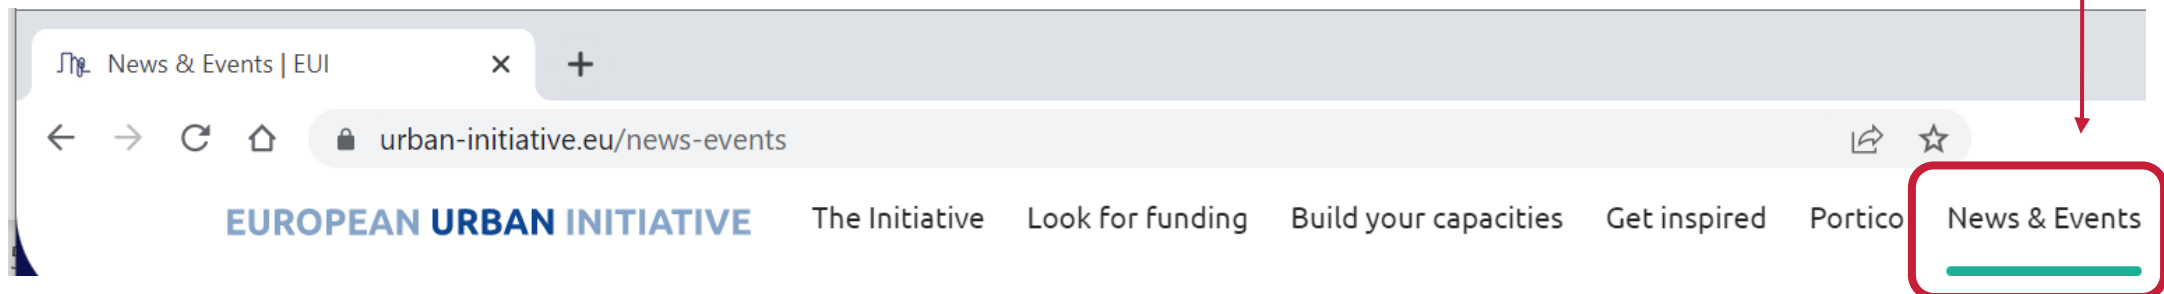 News & Events | EUI
urban-initiative.eu/news-events
EUROPEAN URBAN INITIATIVE The Initiative Look for funding Build your capacities Get inspired Portico News & Events